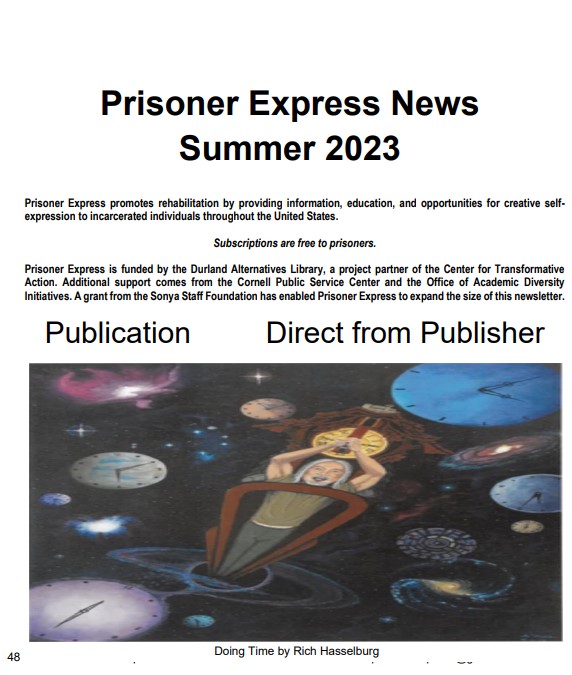 Prisoner Express News
Summer 2023
Prisoner Express promotes rehabilitation by providing information, education, and opportunities for creative self-
expression to incarcerated individuals throughout the United States.
Subscriptions are free to prisoners.
Prisoner Express is funded by the Durland Alternatives Library, a project partner of the Center for Transformative
Action. Additional support comes from the Cornell Public Service Center and the Office of Academic Diversity
Initiatives. A grant from the Sonya Staff Foundation has enabled Prisoner Express to expand the size of this newsletter.
Publication Direct from Publisher
Doing Time by Rich Hasselburg
48